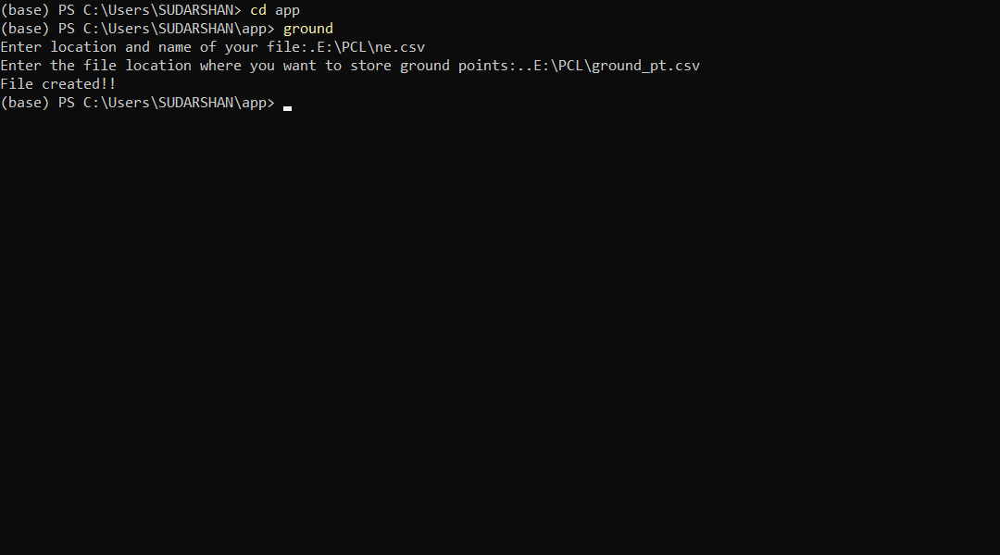 (base) PS C:\Users\SUDARSHAN> cd app
(base) PS C:\Users\SUDARSHAN\app> ground
Enter location and name of your file:.E:\PCL\ne.csv
Enter the file location where you want to store ground points:..E:\PCL\ground_pt.csv
File created!!
(base) PS C:\Users\SUDARSHAN\app>